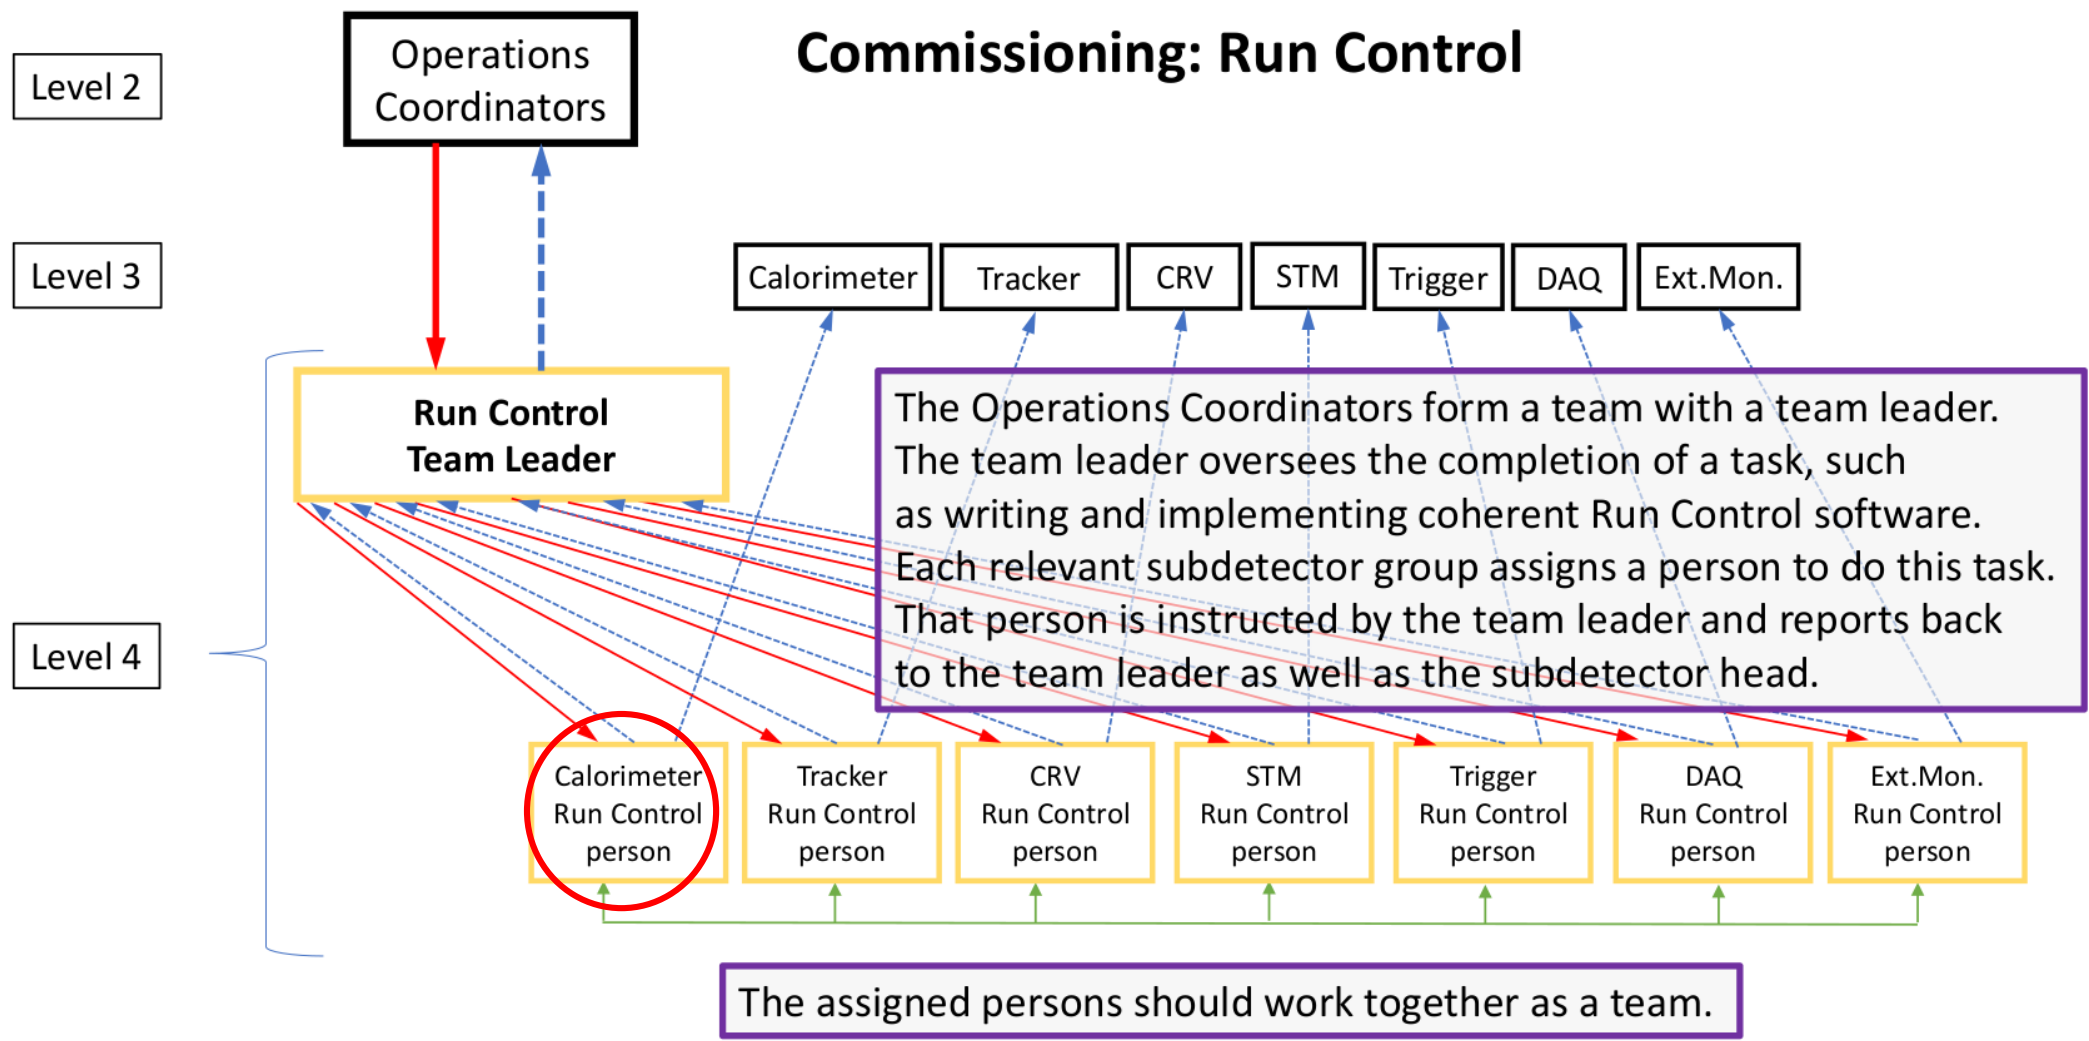 Commissioning: Run Control
Level 2
Operations
Coordinators
Level 3
Calorimeter
Tracker
CRV
STM
Trigger
DAQ
Ext.Mon.
Run Control
Team Leader
The Operations Coordinators form a team with a team leader.
The team leader oversees the completion of a task, such
as writing and implementing coherent Run Control software.
Each relevant subdetector group assigns a person to do this task.
That person is instructed by the team leader and reports back
to the team leader as well as the subdetector head.
Level 4
Calorimeter
Run Control
person
Tracker
Run Control
person
CRV
Run Control
person
STM
Run Control
person
Trigger
Run Control
person
DAQ
Run Control
person
Ext.Mon.
Run Control
person
The assigned persons should work together as a team.